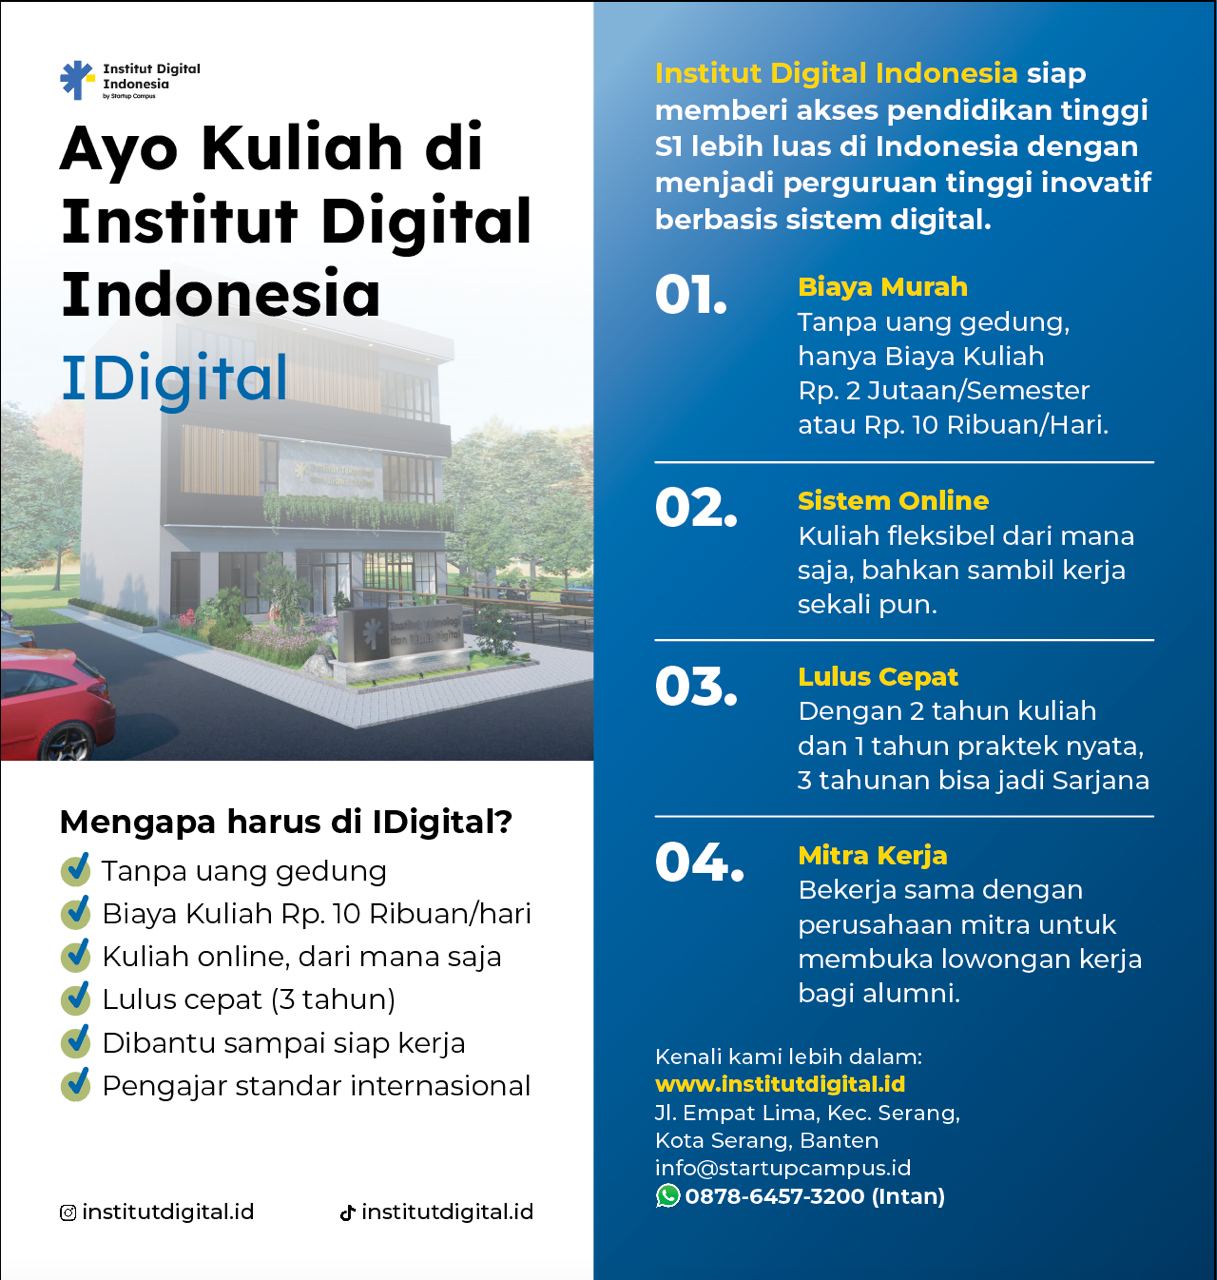 Institut Digital
Indonesia
by Startup Campus
Ayo Kuliah di
Institut Digital
Indonesia
IDigital
Mengapa harus di IDigital?
Tanpa uang gedung
Biaya Kuliah Rp. 10 Ribuan/hari
Kuliah online, dari mana saja
Lulus cepat (3 tahun)
Dibantu sampai siap kerja
Pengajar standar internasional
institutdigital.id
institutdigital.id
Institut Digital Indonesia siap
memberi akses pendidikan tinggi
S1 lebih luas di Indonesia dengan
menjadi perguruan tinggi inovatif
berbasis sistem digital.
01.
Biaya Murah
Tanpa uang gedung,
hanya Biaya Kuliah
Rp. 2 Jutaan/Semester
atau Rp. 10 Ribuan/Hari.
02.
Sistem Online
Kuliah fleksibel dari mana
saja, bahkan sambil kerja
sekali pun.
03.
Lulus Cepat
Dengan 2 tahun kuliah
dan 1 tahun praktek nyata,
3 tahunan bisa jadi Sarjana
04.
Mitra Kerja
Bekerja sama dengan
perusahaan mitra untuk
membuka lowongan kerja
bagi alumni.
Kenali kami lebih dalam:
www.institutdigital.id
Jl. Empat Lima, Kec. Serang,
Kota Serang, Banten
info@startupcampus.id
0878-6457-3200 (Intan)